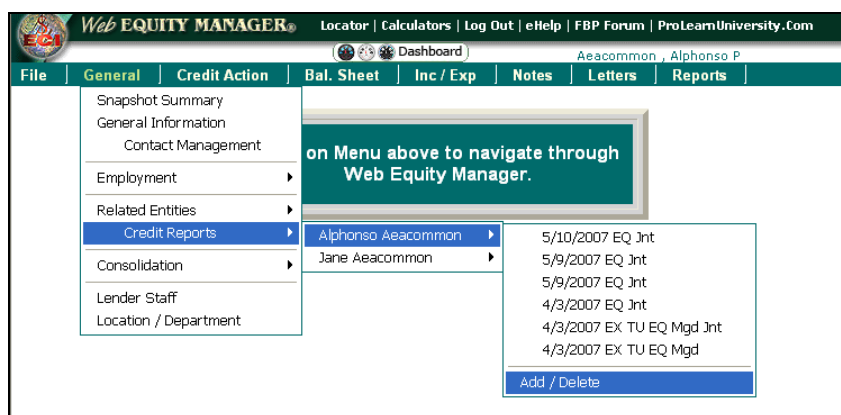 ECI Web EQUITY MANAGER® Locator | Calculators | Log Out | eHelp | FBP Forum | ProLearnUniversity.Com
Dashboard
Aeacommon , Alphonso P
File | General | Credit Action | Bal. Sheet | Inc / Exp | Notes | Letters | Reports |
Snapshot Summary
General Information
Contact Management
Employment
Related Entities
Credit Reports
Consolidation
Lender Staff
Location / Department
on Menu above to navigate through
Web Equity Manager.
Alphonso Aeacommon
Jane Aeacommon
5/10/2007 EQ Jnt
5/9/2007 EQ Jnt
5/9/2007 EQ Jnt
4/3/2007 EQ Jnt
4/3/2007 EX TU EQ Mgd Jnt
4/3/2007 EX TU EQ Mgd
Add / Delete